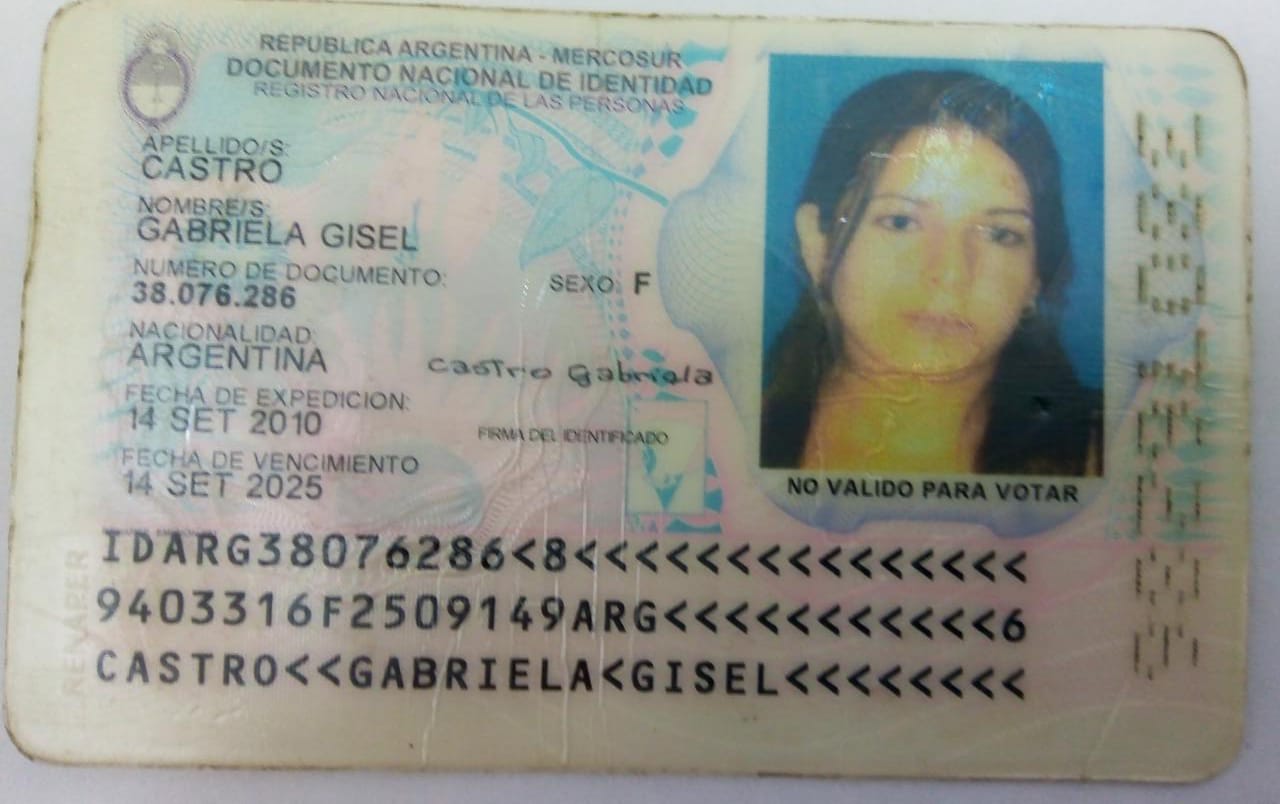 REPUBLICA ARGENTINA - MERCOSUR
DOCUMENTO NACIONAL DE IDENTIDAD
REGISTRO NACIONAL DE LAS PERSONAS
APELLIDO/S:
CASTRO
NOMBRE/S:
GABRIELA GISEL
NUMERO DE DOCUMENTO:
38.076.286
SEXO: F
NACIONALIDAD:
ARGENTINA
castro Gabriela
FECHA DE EXPEDICION:
14 SET 2010
FIRMA DEL IDENTIFICADO
FECHA DE VENCIMIENTO
14 SET 2025
NO VALIDO PARA VOTAR
IDARG38076286<8<<<<<<<<<<<<<<<
9403316F2509149ARG<<<<<<<<<<<6
CASTRO<<GABRIELA<GISEL<<<<<<<<
RENAPER